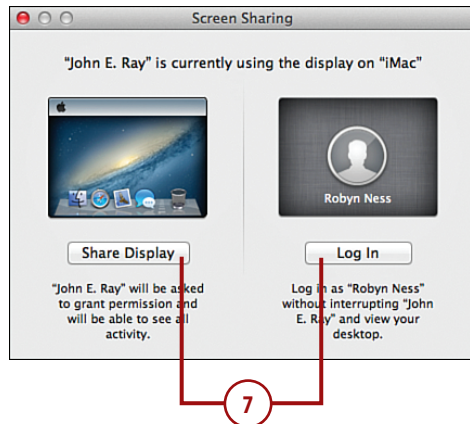 Screen Sharing
“John E. Ray” is currently using the display on “iMac”
Robyn Ness
Share Display
“John E. Ray” will be asked
to grant permission and
will be able to see all
activity.
Log In
Log in as “Robyn Ness”
without interrupting “John
E. Ray” and view your
desktop.
7